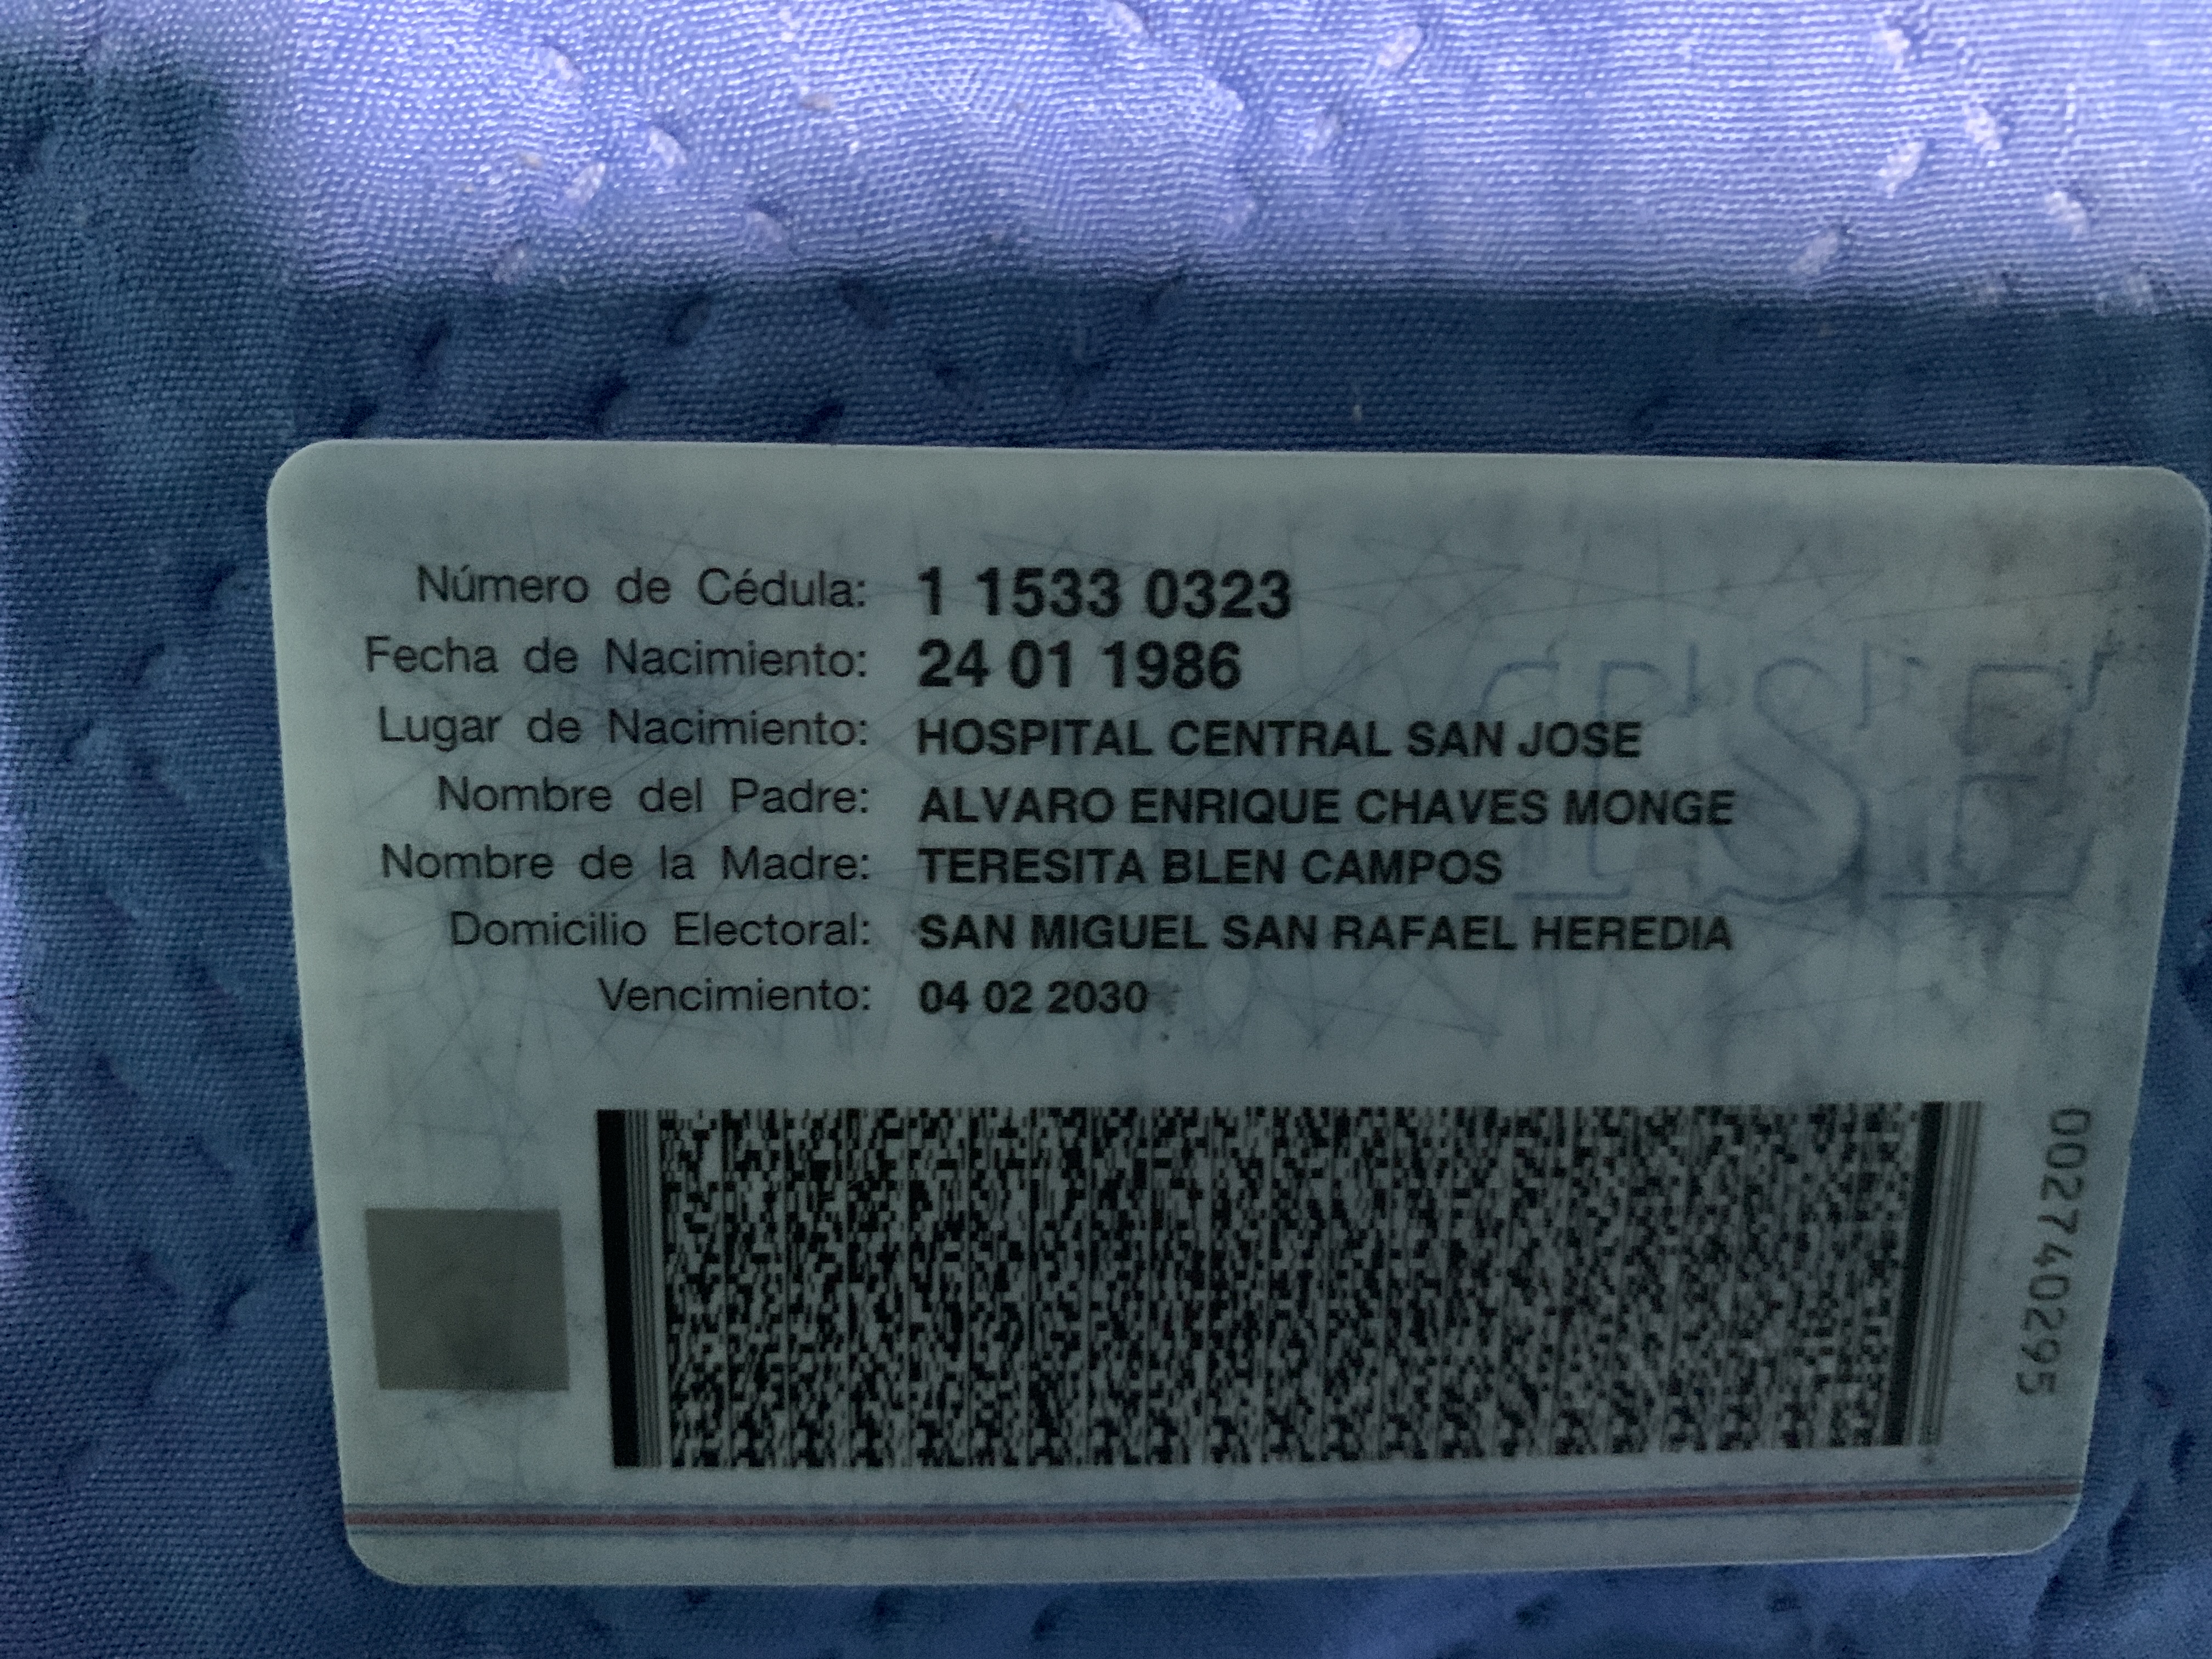 Número de Cédula: 1 1533 0323
Fecha de Nacimiento: 24 01 1986
Lugar de Nacimiento: HOSPITAL CENTRAL SAN JOSE
Nombre del Padre: ALVARO ENRIQUE CHAVES MONGE
Nombre de la Madre: TERESITA BLEN CAMPOS
Domicilio Electoral: SAN MIGUEL SAN RAFAEL HEREDIA
Vencimiento: 04 02 2030
TSE
002740295